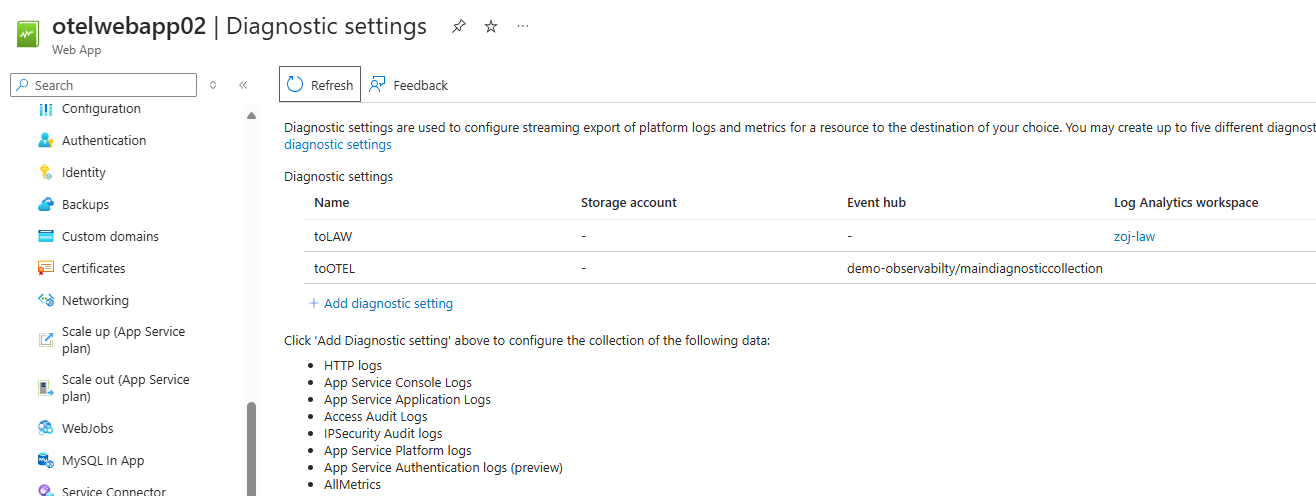 otelwebapp02 | Diagnostic settings
Web App
Search
Refresh
Feedback
Configuration
Authentication
Identity
Backups
Custom domains
Certificates
Networking
Scale up (App Service
plan)
Scale out (App Service
plan)
WebJobs
MySQL In App
Service Connector
Diagnostic settings are used to configure streaming export of platform logs and metrics for a resource to the destination of your choice. You may create up to five different diagnost
diagnostic settings
Diagnostic settings
Name Storage account Event hub Log Analytics workspace
toLAW - - zoj-law
toOTEL - demo-observabilty/maindiagnosticcollection
+ Add diagnostic setting
Click 'Add Diagnostic setting' above to configure the collection of the following data:
• HTTP logs
• App Service Console Logs
• App Service Application Logs
• Access Audit Logs
• IPSecurity Audit logs
• App Service Platform logs
• App Service Authentication logs (preview)
• AllMetrics